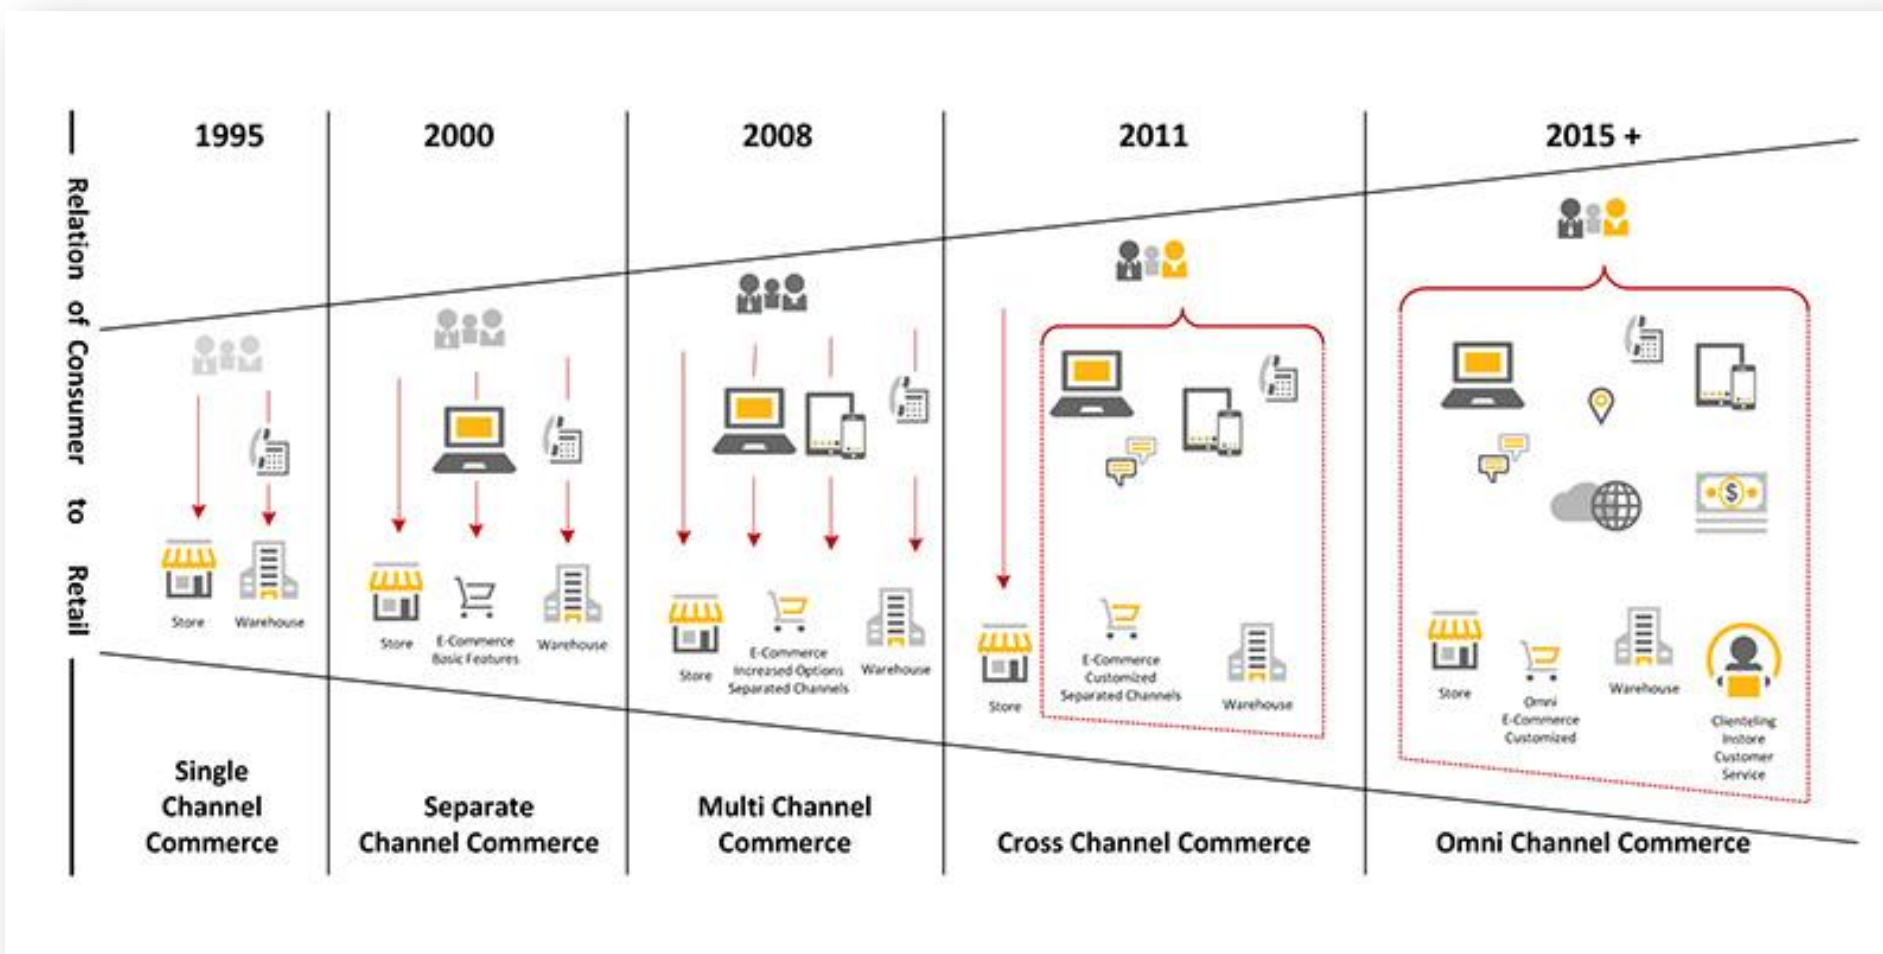 Relation of Consumer to Retail
1995
Store
Warehouse
Single
Channel
Commerce
2000
Store
E-Commerce
Basic Features
Warehouse
Separate
Channel Commerce
2008
Store
E-Commerce
Increased Options
Separated Channels
Warehouse
Multi Channel
Commerce
2011
Store
E-Commerce
Customized
Separated Channels
Warehouse
Cross Channel Commerce
2015 +
$
Store
Omni
E-Commerce
Customized
Warehouse
Clienteling
Instore
Customer
Service
Omni Channel Commerce